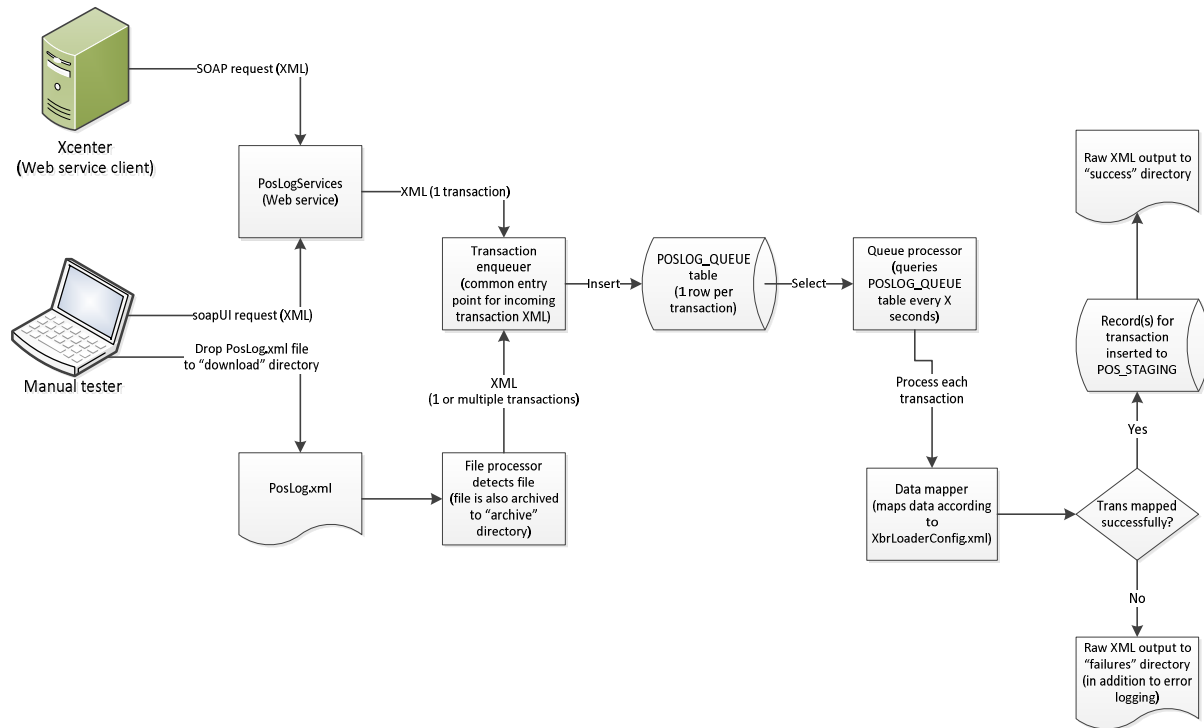 SOAP request (XML)
Xcenter
(Web service client)
PosLogServices
(Web service)
XML (1 transaction)
Raw XML output to
“success” directory
Transaction
enqueuer
(common entry
point for incoming
transaction XML)
Insert
POSLOG_QUEUE
table
(1 row per
transaction)
Select
Queue processor
(queries
POSLOG_QUEUE
table every X
seconds)
soapUI request (XML)
Drop PosLog.xml file
to “download” directory
Manual tester
Record(s) for
transaction
inserted to
POS_STAGING
XML
(1 or multiple transactions)
Process each
transaction
Yes
PosLog.xml
File processor
detects file
(file is also archived
to “archive”
directory)
Data mapper
(maps data according
to
XbrLoaderConfig.xml)
Trans mapped
successfully?
No
Raw XML output to
“failures” directory
(in addition to error
logging)